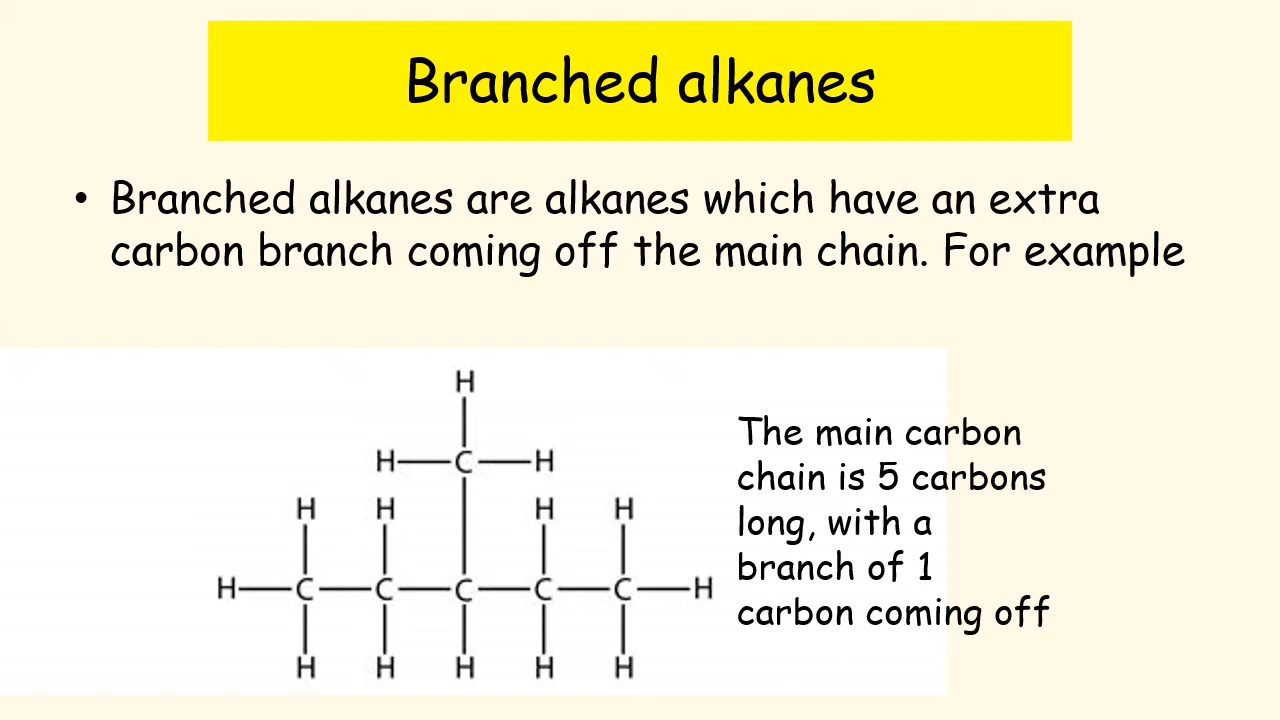 Branched alkanes
• Branched alkanes are alkanes which have an extra
carbon branch coming off the main chain. For example
H
H C H
H H H H
H C C C C C H
H H H H H
The main carbon
chain is 5 carbons
long, with a
branch of 1
carbon coming off